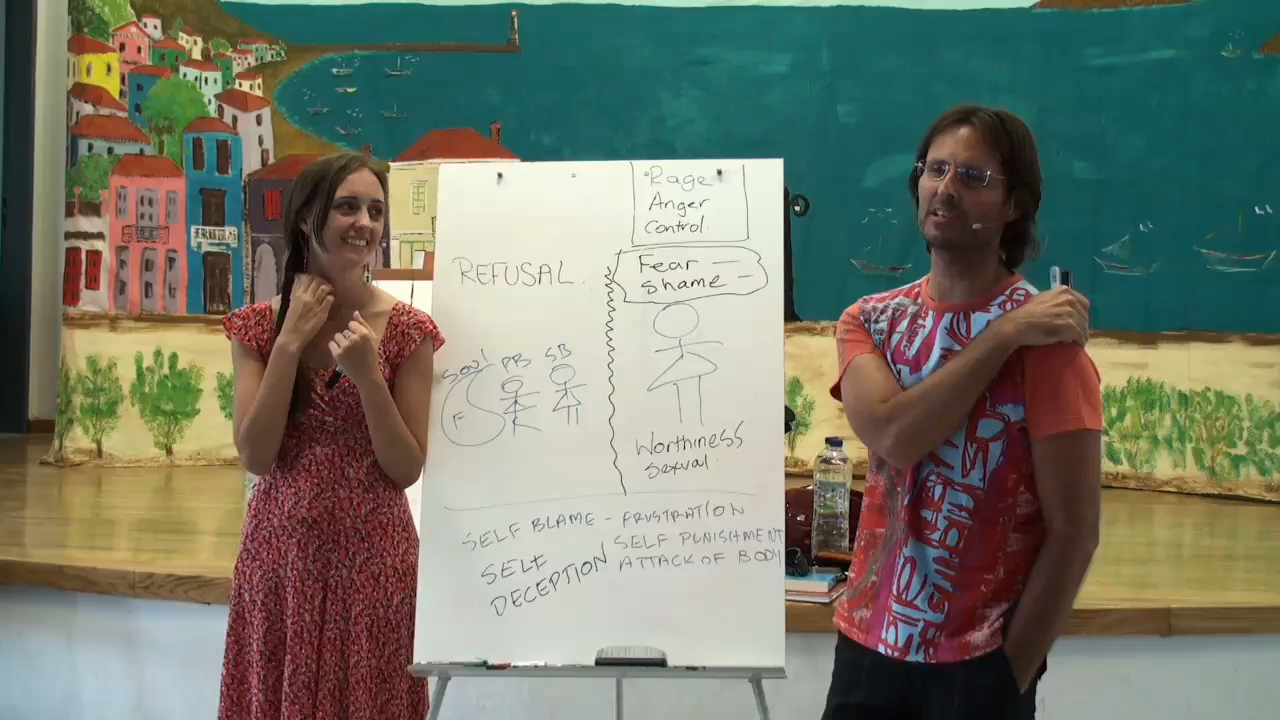 Rage
Anger
Control.
REFUSAL.
Fear —
shame —
Soul
PB
SB
F
Worthiness
sexual.
SELF BLAME - FRUSTRATION
SELF DECEPTION
SELF PUNISHMENT
ATTACK OF BODY